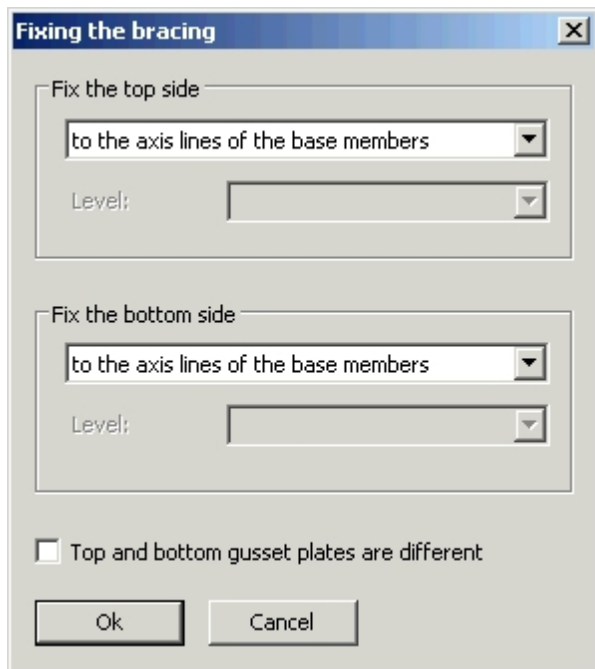 Fixing the bracing
Fix the top side
to the axis lines of the base members
Level:
Fix the bottom side
to the axis lines of the base members
Level:
Top and bottom gusset plates are different
Ok Cancel